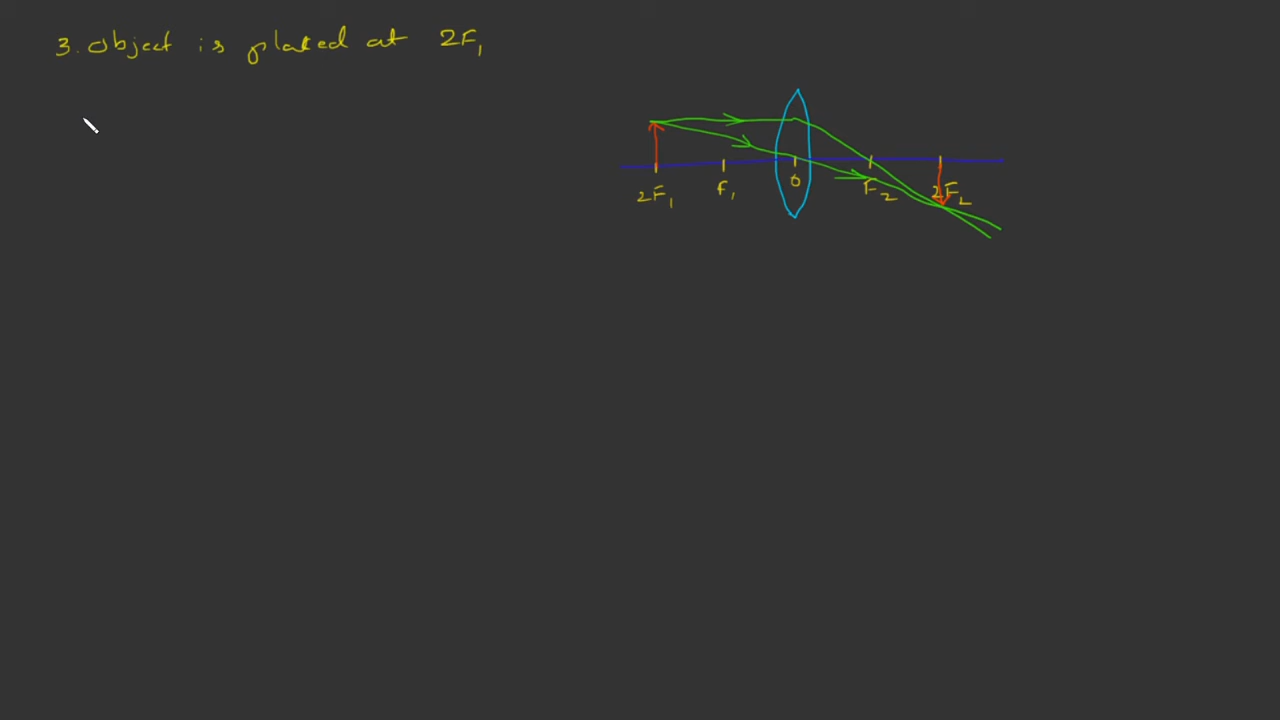 3. Object is placed at 2F₁
2F₁ F₁ O F₂ 2F₂